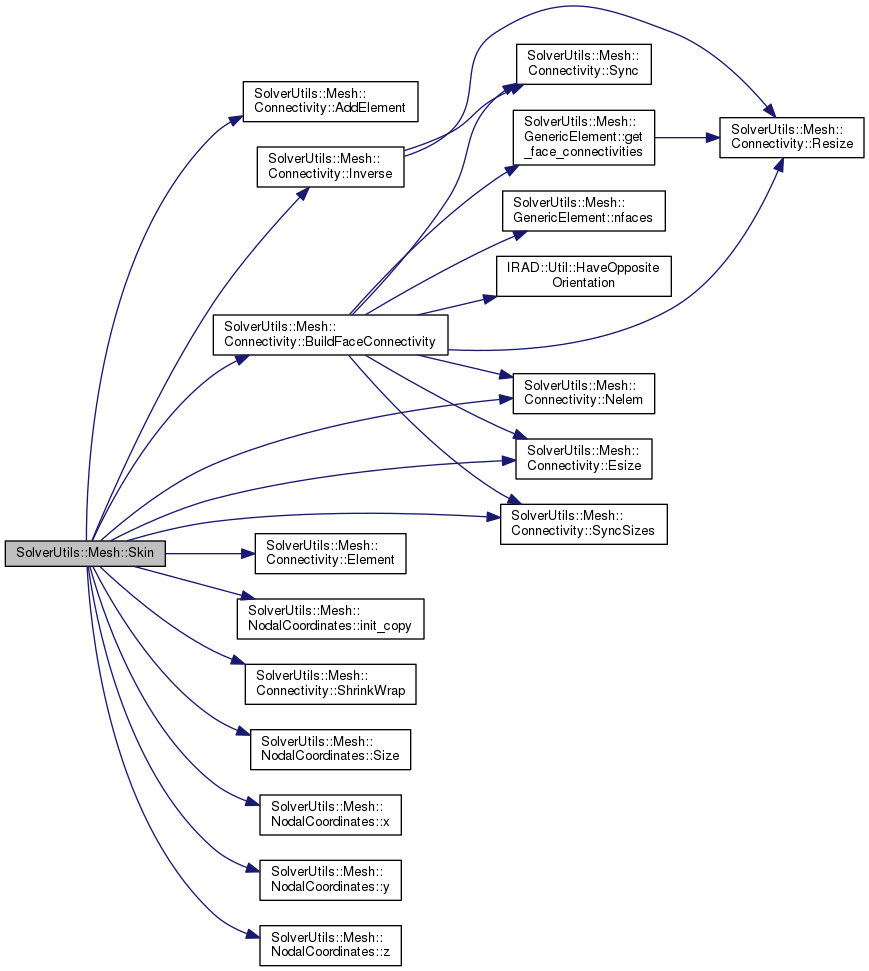 SolverUtils::Mesh::Skin
SolverUtils::Mesh::
Connectivity::AddElement
SolverUtils::Mesh::
Connectivity::Inverse
SolverUtils::Mesh::
Connectivity::BuildFaceConnectivity
SolverUtils::Mesh::
Connectivity::Element
SolverUtils::Mesh::
NodalCoordinates::init_copy
SolverUtils::Mesh::
Connectivity::ShrinkWrap
SolverUtils::Mesh::
NodalCoordinates::Size
SolverUtils::Mesh::
NodalCoordinates::x
SolverUtils::Mesh::
NodalCoordinates::y
SolverUtils::Mesh::
NodalCoordinates::z
SolverUtils::Mesh::
Connectivity::Sync
SolverUtils::Mesh::
GenericElement::get
_face_connectivities
SolverUtils::Mesh::
GenericElement::nfaces
IRAD::Util::HaveOpposite
Orientation
SolverUtils::Mesh::
Connectivity::Nelem
SolverUtils::Mesh::
Connectivity::Esize
SolverUtils::Mesh::
Connectivity::SyncSizes
SolverUtils::Mesh::
Connectivity::Resize